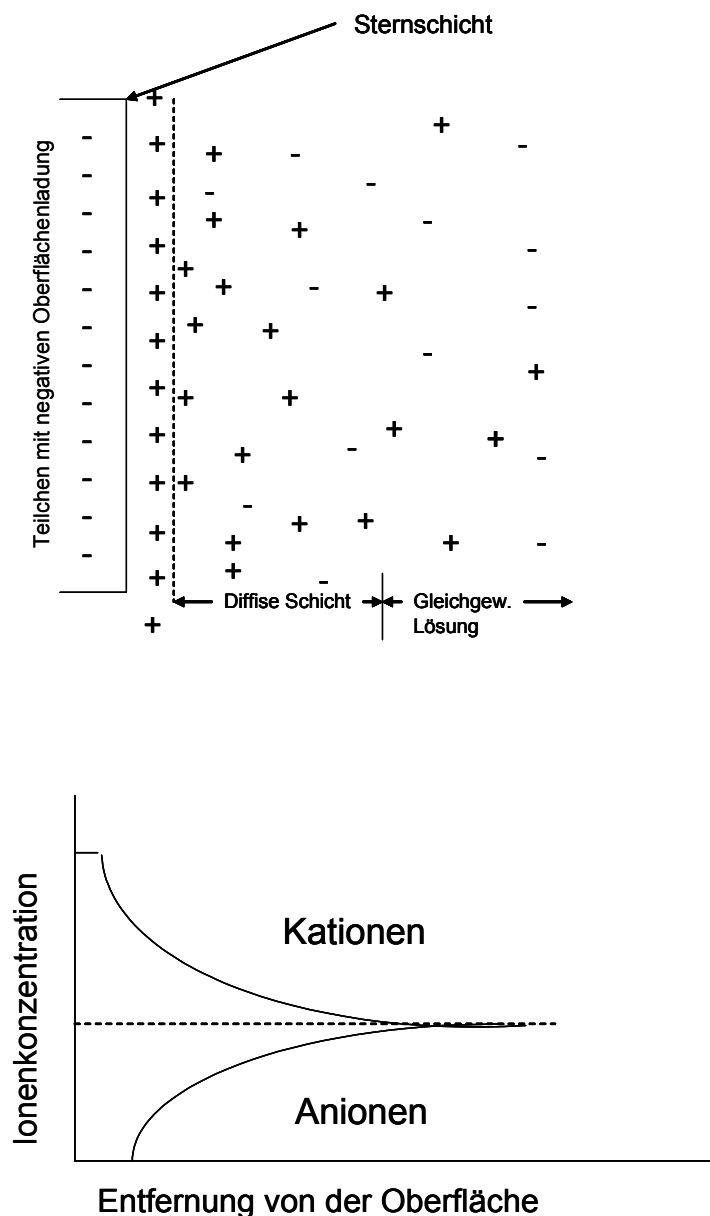 Sternschicht
Teilchen mit negativen Oberflächenladung
Diffise Schicht
Gleichgew.
Lösung
Ionenkonzentration
Kationen
Anionen
Entfernung von der Oberfläche